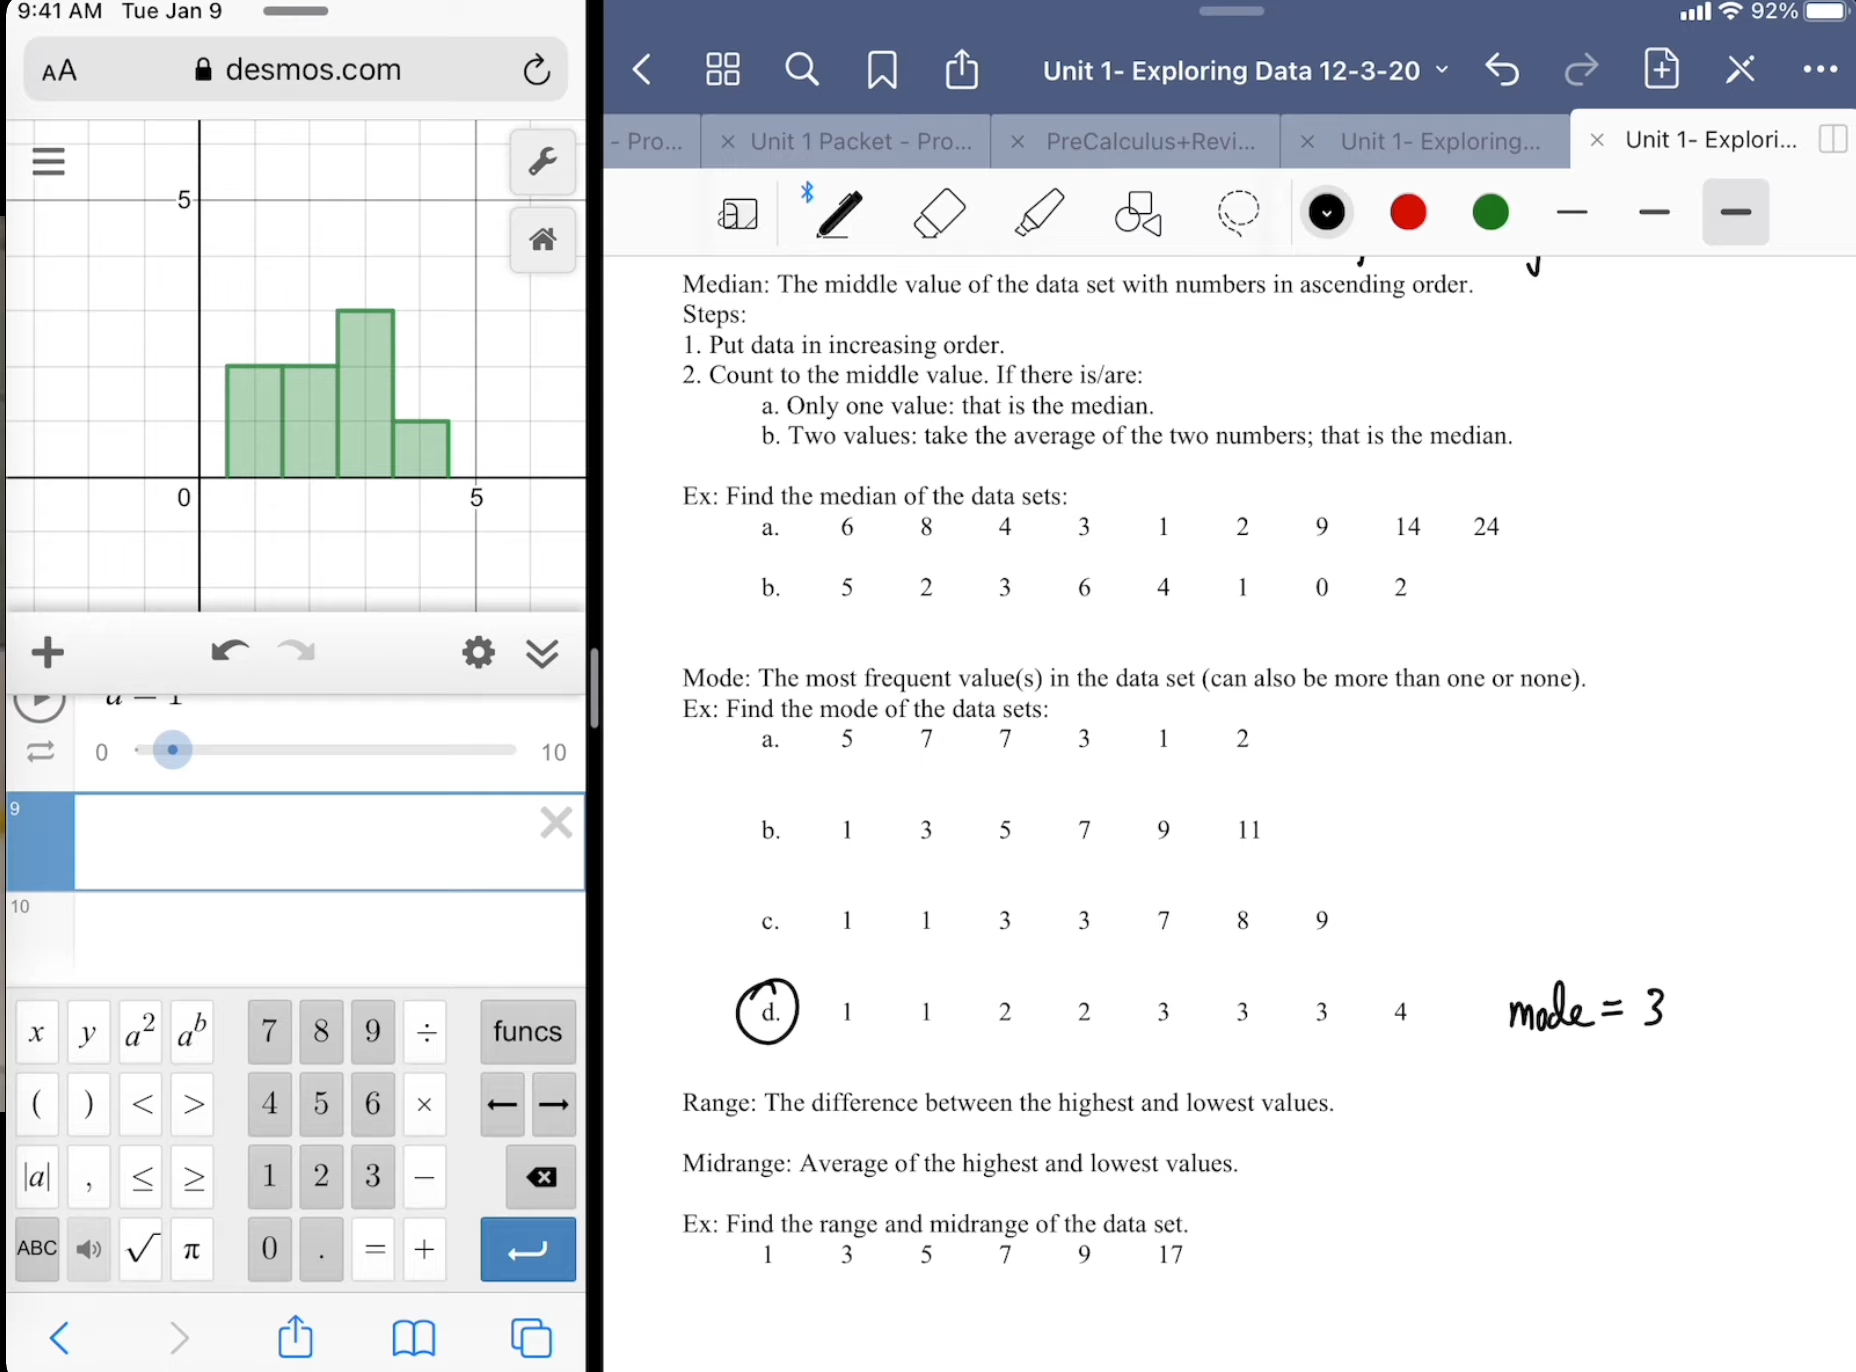 9:41 AM Tue Jan 9
AA desmos.com
5
0 5
0 10
9
10
x y a² aᵇ 7 8 9 ÷ funcs
( ) < > 4 5 6 × ← →
|a| , ≤ ≥ 1 2 3 −
ABC √ π 0 . = +
92%
Unit 1- Exploring Data 12-3-20
- Pro... × Unit 1 Packet - Pro... × PreCalculus+Revi... × Unit 1- Exploring... × Unit 1- Explori...
Median: The middle value of the data set with numbers in ascending order.
Steps:
1. Put data in increasing order.
2. Count to the middle value. If there is/are:
a. Only one value: that is the median.
b. Two values: take the average of the two numbers; that is the median.
Ex: Find the median of the data sets:
a. 6 8 4 3 1 2 9 14 24
b. 5 2 3 6 4 1 0 2
Mode: The most frequent value(s) in the data set (can also be more than one or none).
Ex: Find the mode of the data sets:
a. 5 7 7 3 1 2
b. 1 3 5 7 9 11
c. 1 1 3 3 7 8 9
d. 1 1 2 2 3 3 3 4 mode = 3
Range: The difference between the highest and lowest values.
Midrange: Average of the highest and lowest values.
Ex: Find the range and midrange of the data set.
1 3 5 7 9 17